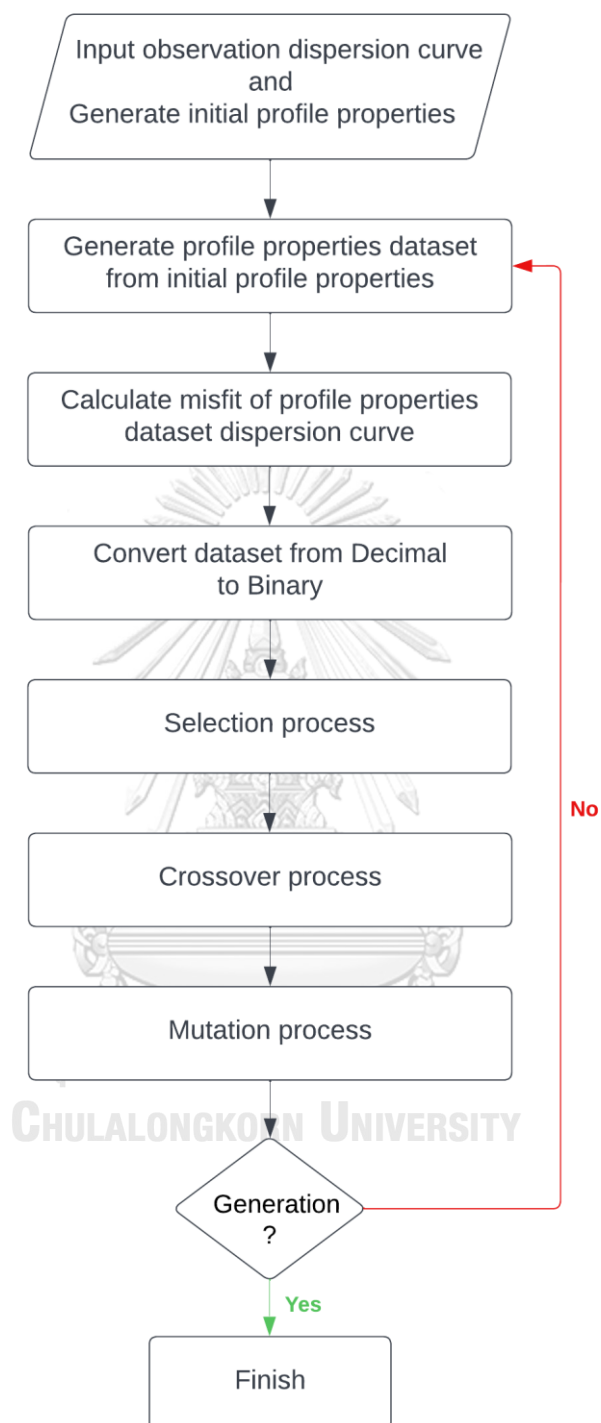 Input observation dispersion curve
and
Generate initial profile properties
Generate profile properties dataset
from initial profile properties
Calculate misfit of profile properties
dataset dispersion curve
Convert dataset from Decimal
to Binary
Selection process
No
Crossover process
Mutation process
CHULALONGKORN UNIVERSITY
Generation
?
Yes
Finish